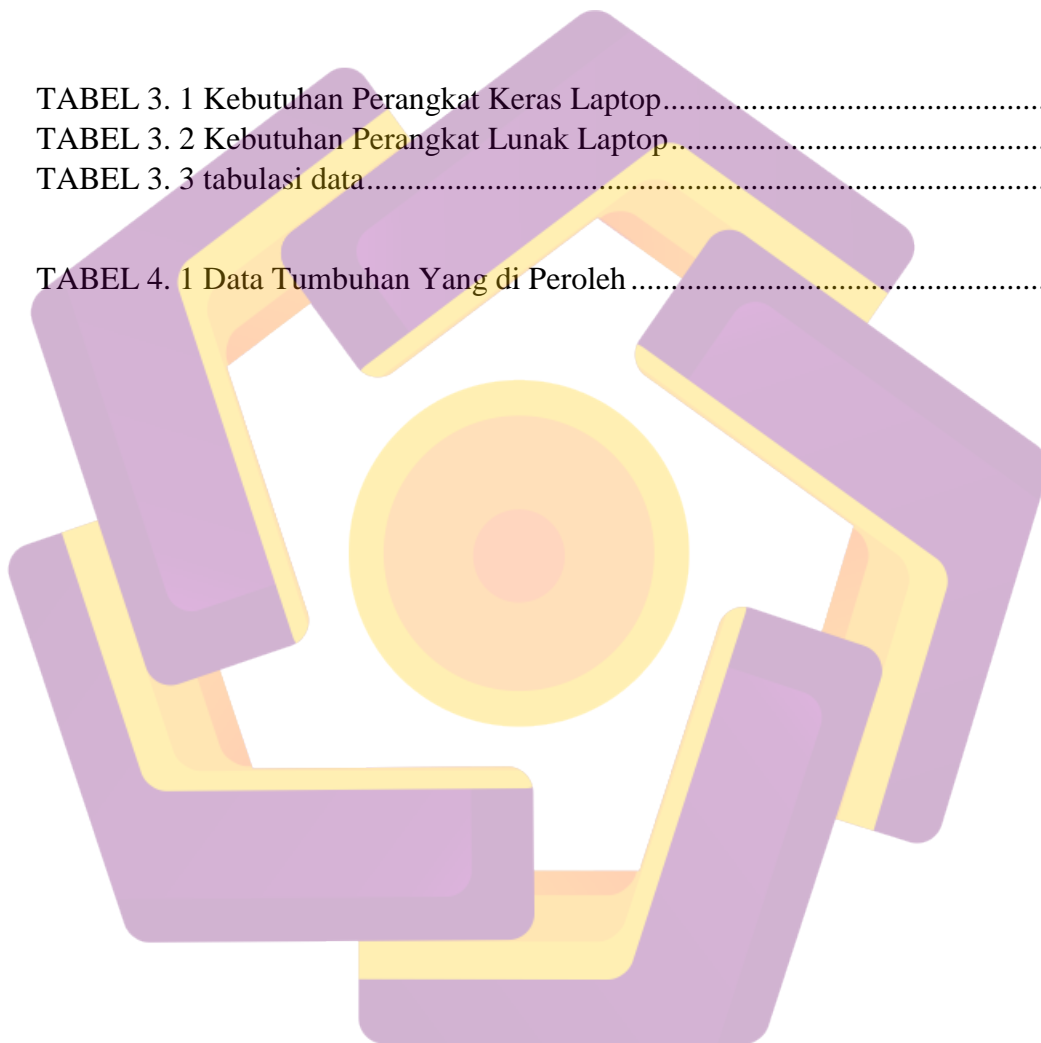 TABEL 3. 1 Kebutuhan Perangkat Keras Laptop...............................................
TABEL 3. 2 Kebutuhan Perangkat Lunak Laptop..............................................
TABEL 3. 3 tabulasi data....................................................................................
TABEL 4. 1 Data Tumbuhan Yang di Peroleh ..................................................